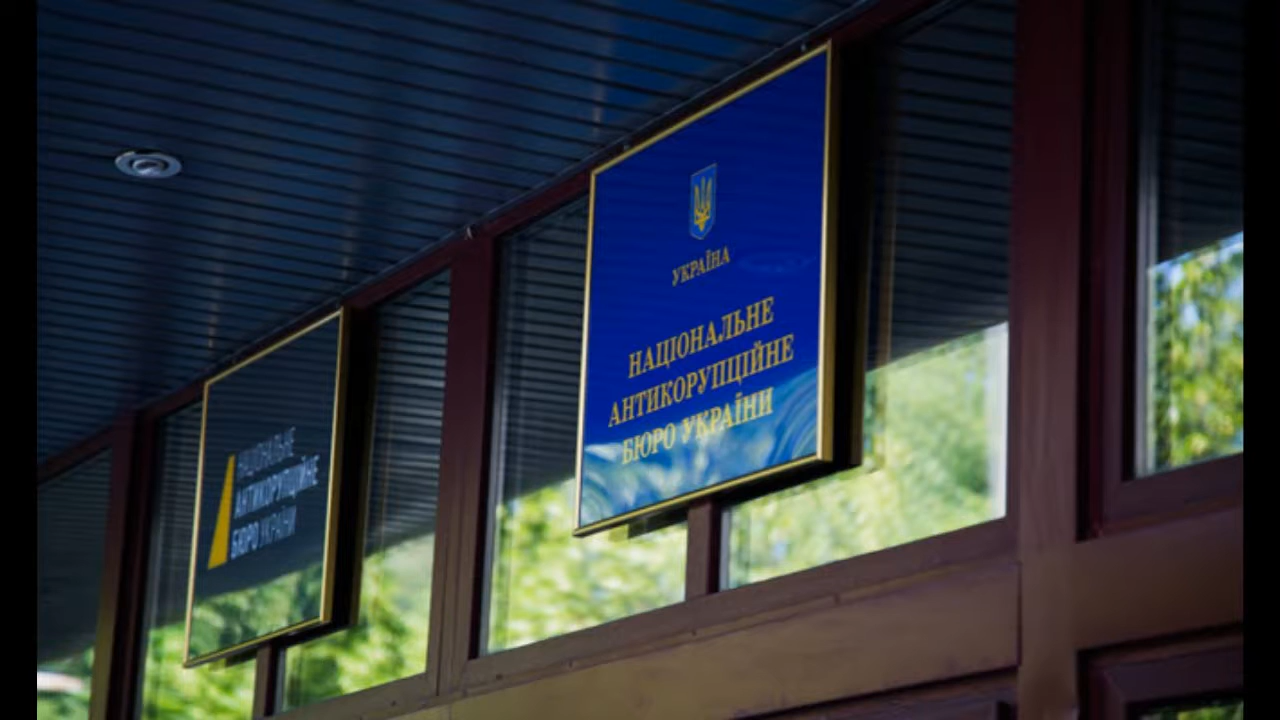 НАЦІОНАЛЬНЕ
АНТИКОРУПЦІЙНЕ
БЮРО УКРАЇНИ
УКРАЇНА
НАЦІОНАЛЬНЕ
АНТИКОРУПЦІЙНЕ
БЮРО УКРАЇНИ